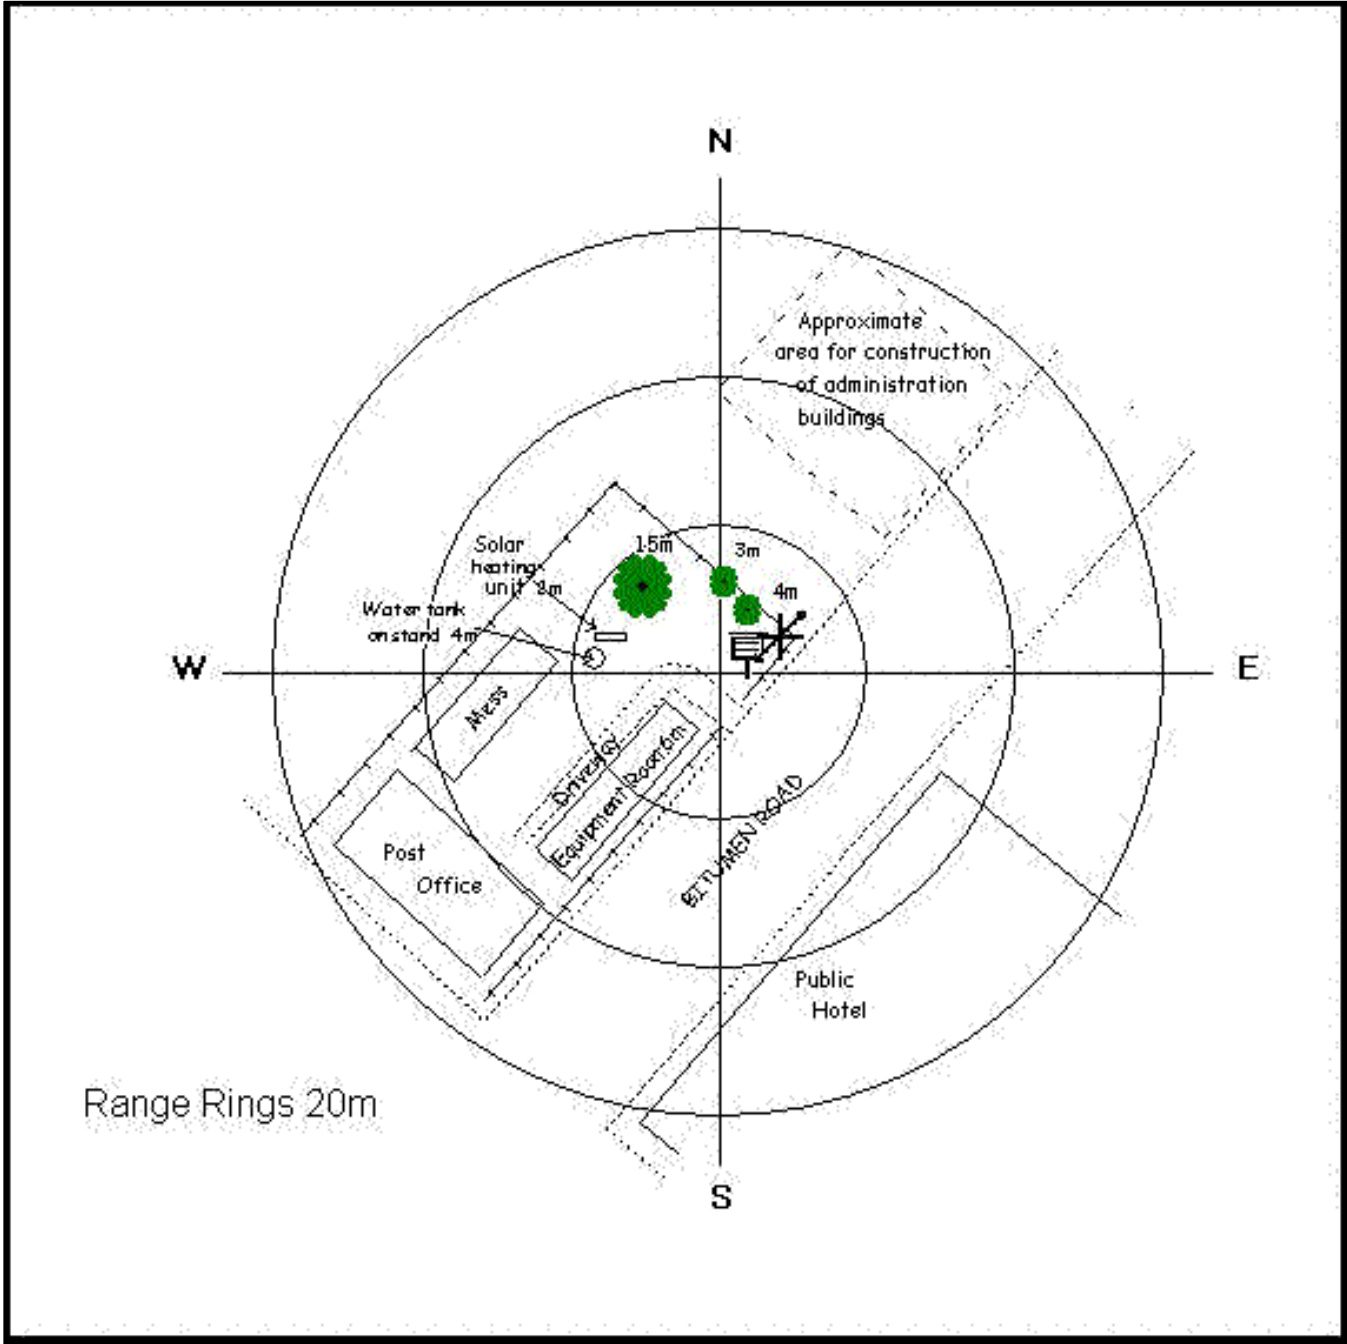 N
Approximate
area for construction
of administration
buildings
Solar
heating
unit 2m
15m
3m
4m
Water tank
on stand 4m
W
E
Mess
Driveway
Equipment Room 6m
BITUMEN ROAD
Post
Office
Public
Hotel
Range Rings 20m
S